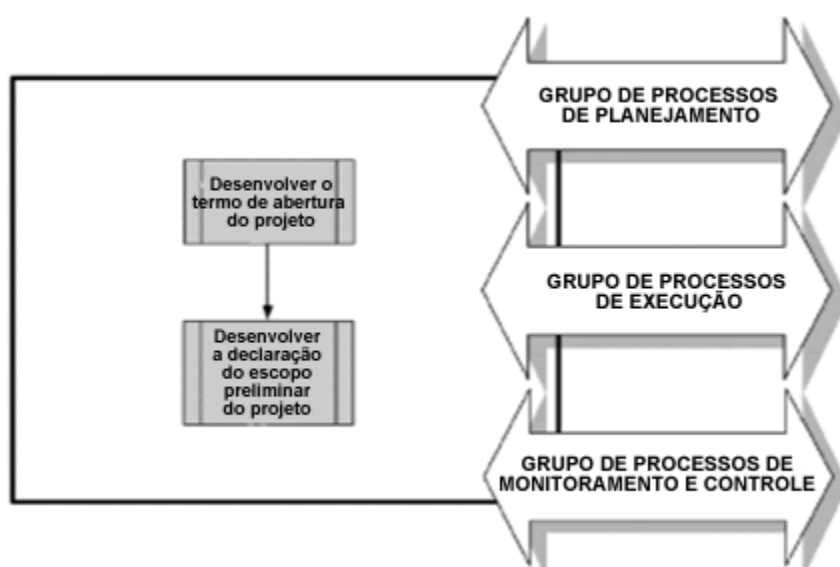 GRUPO DE PROCESSOS
DE PLANEJAMENTO
Desenvolver o
termo de abertura
do projeto
GRUPO DE PROCESSOS
DE EXECUÇÃO
Desenvolver
a declaração
do escopo
preliminar
do projeto
GRUPO DE PROCESSOS DE
MONITORAMENTO E CONTROLE